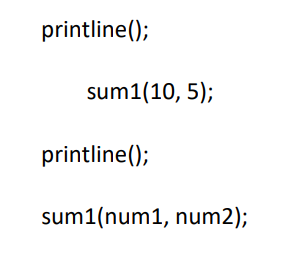 printline();
sum1(10, 5);
printline();
sum1(num1, num2);